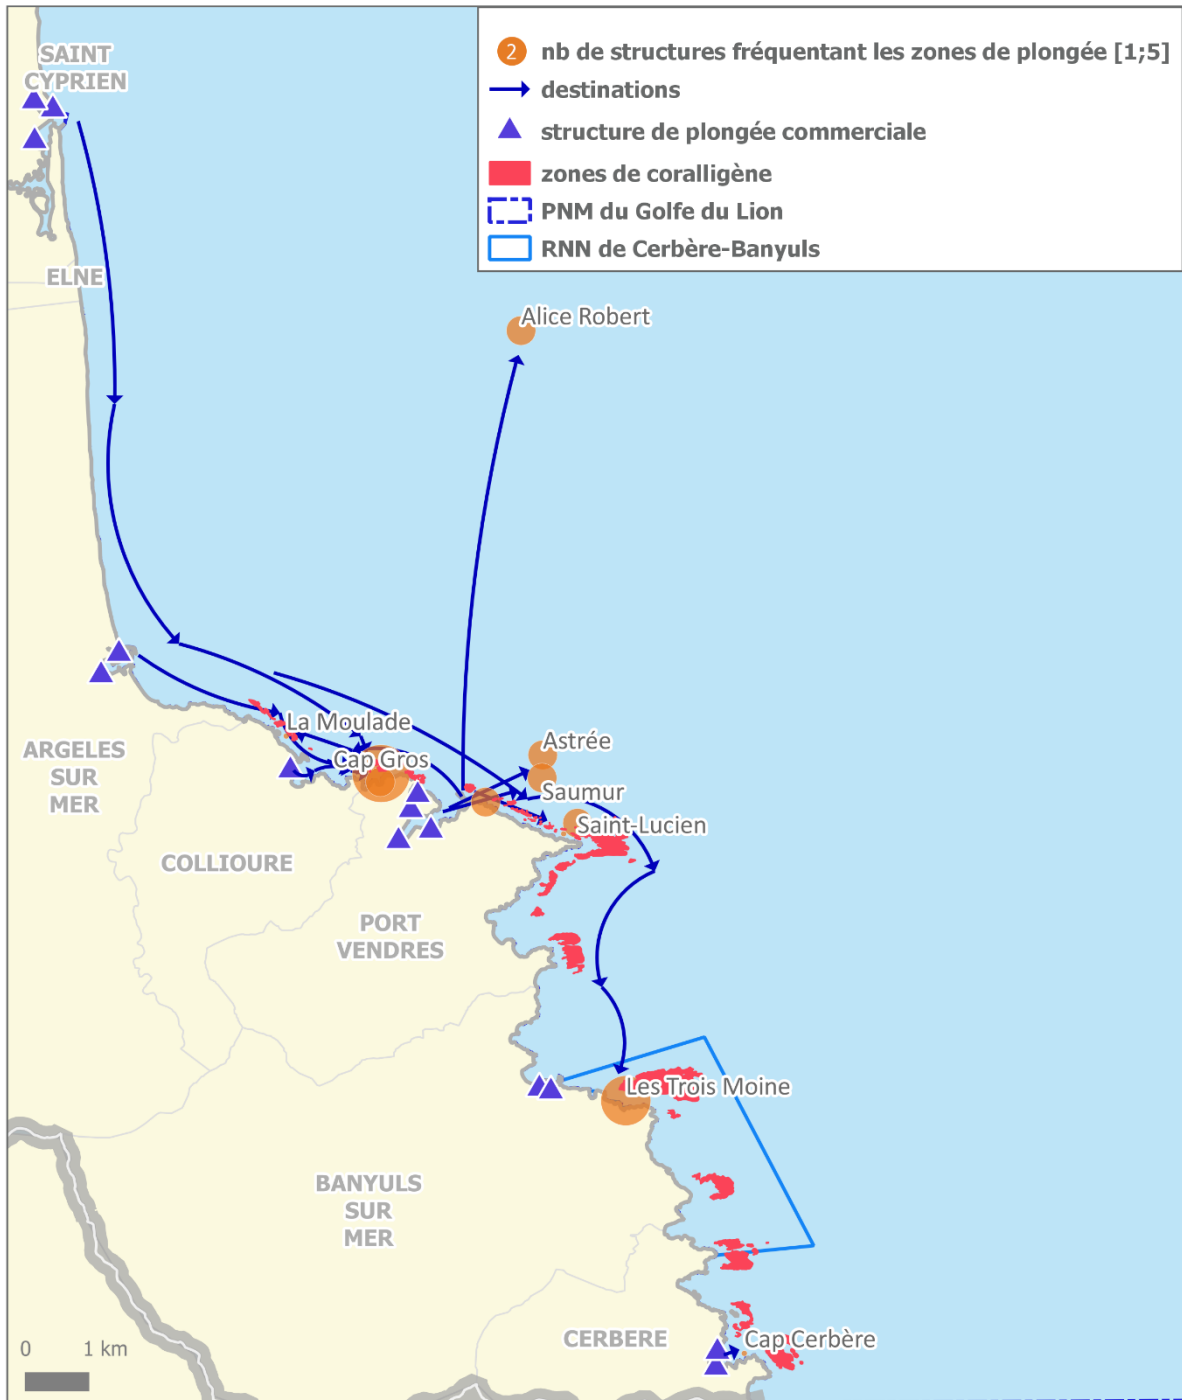 2 nb de structures fréquentant les zones de plongée [1;5]
destinations
structure de plongée commerciale
zones de coralligène
PNM du Golfe du Lion
RNN de Cerbère-Banyuls
SAINT
CYPRIEN
ELNE
Alice Robert
La Moulade
Cap Gros
Astrée
Saumur
Saint-Lucien
ARGELES
SUR
MER
COLLIOURE
PORT
VENDRES
Les Trois Moine
BANYULS
SUR
MER
CERBERE
Cap Cerbère
0 1 km